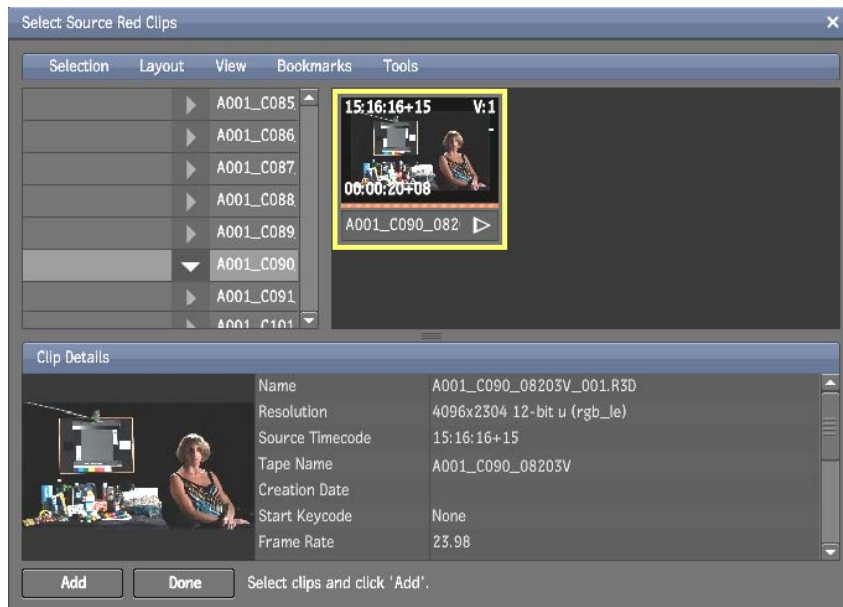 Select Source Red Clips
Selection Layout View Bookmarks Tools
A001_C085
A001_C086
A001_C087
A001_C088
A001_C089
A001_C090
A001_C091
A001_C101
15:16:16+15 V:1
00:00:20+08
A001_C090_082
Clip Details
Name A001_C090_08203V_001.R3D
Resolution 4096x2304 12-bit u (rgb_le)
Source Timecode 15:16:16+15
Tape Name A001_C090_08203V
Creation Date
Start Keycode None
Frame Rate 23.98
Add Done Select clips and click 'Add'.